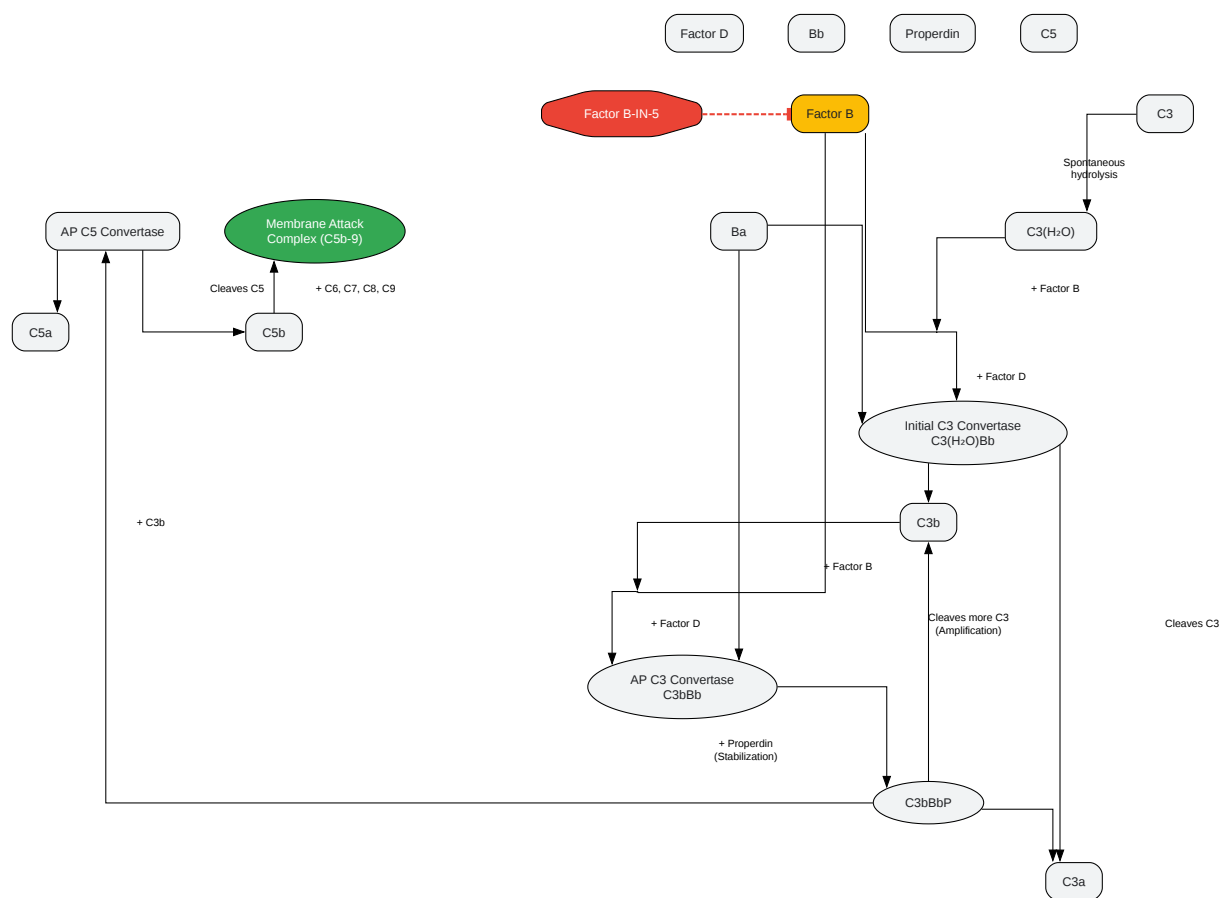 Factor D
Bb
Properdin
C5
Factor B-IN-5
Factor B
C3
Spontaneous
hydrolysis
AP C5 Convertase
Membrane Attack
Complex (C5b-9)
Ba
C3(H₂O)
Cleaves C5
+ C6, C7, C8, C9
+ Factor B
C5a
C5b
+ Factor D
Initial C3 Convertase
C3(H₂O)Bb
+ C3b
C3b
+ Factor B
+ Factor D
Cleaves more C3
(Amplification)
Cleaves C3
AP C3 Convertase
C3bBb
+ Properdin
(Stabilization)
C3bBbP
C3a